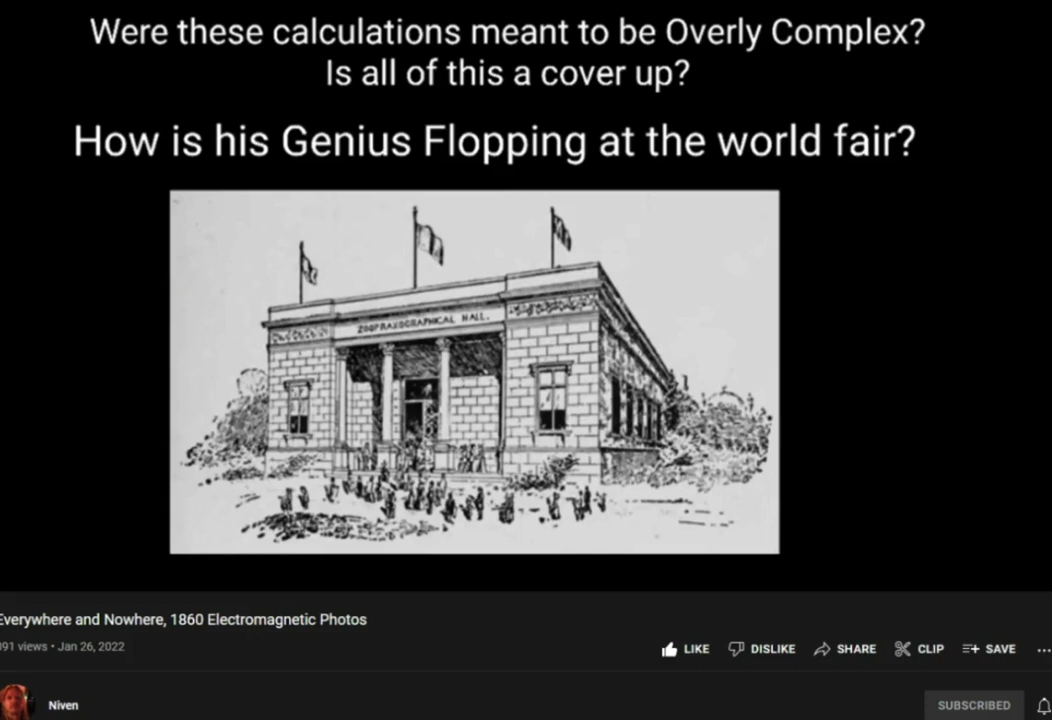 Were these calculations meant to be Overly Complex?
Is all of this a cover up?
How is his Genius Flopping at the world fair?
ZOOPRAXOGRAPHICAL HALL.
Everywhere and Nowhere, 1860 Electromagnetic Photos
991 views • Jan 26, 2022
LIKE DISLIKE SHARE CLIP SAVE
Niven
SUBSCRIBED